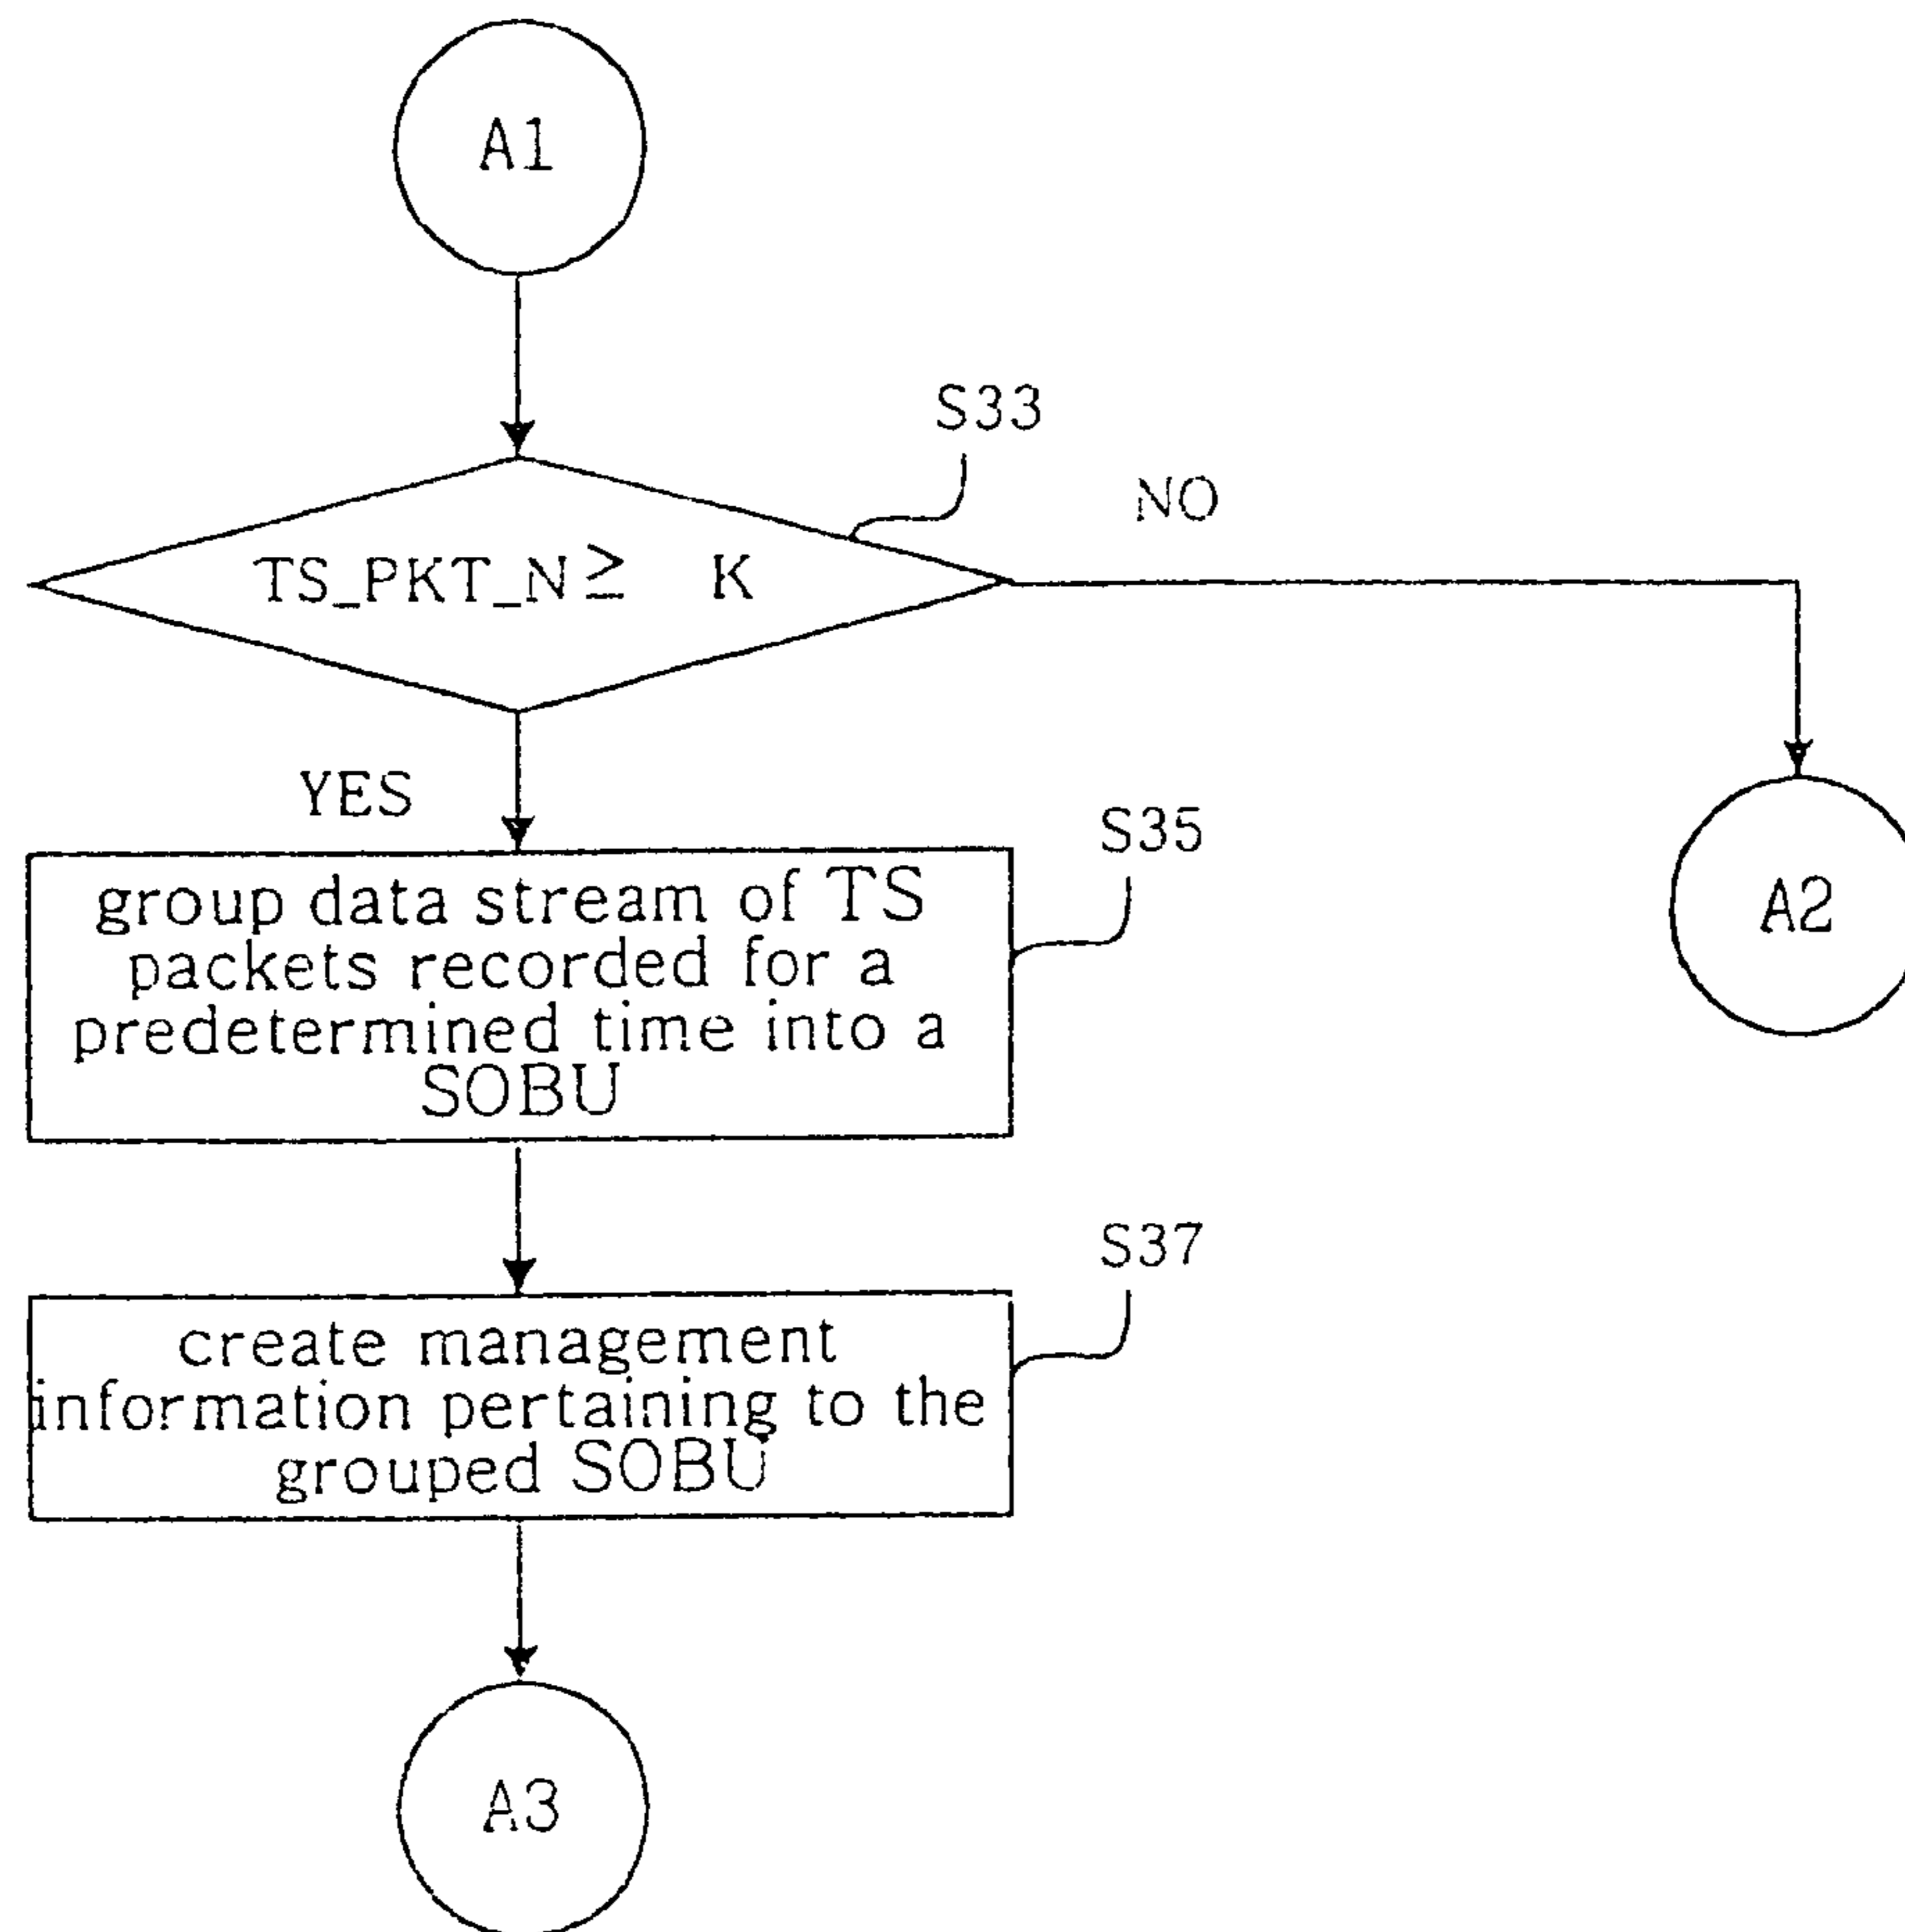 A1
S33
NO
TS_PKT_N ≥ K
YES
S35
group data stream of TS
packets recorded for a
predetermined time into a
SOBU
A2
S37
create management
information pertaining to the
grouped SOBU
A3